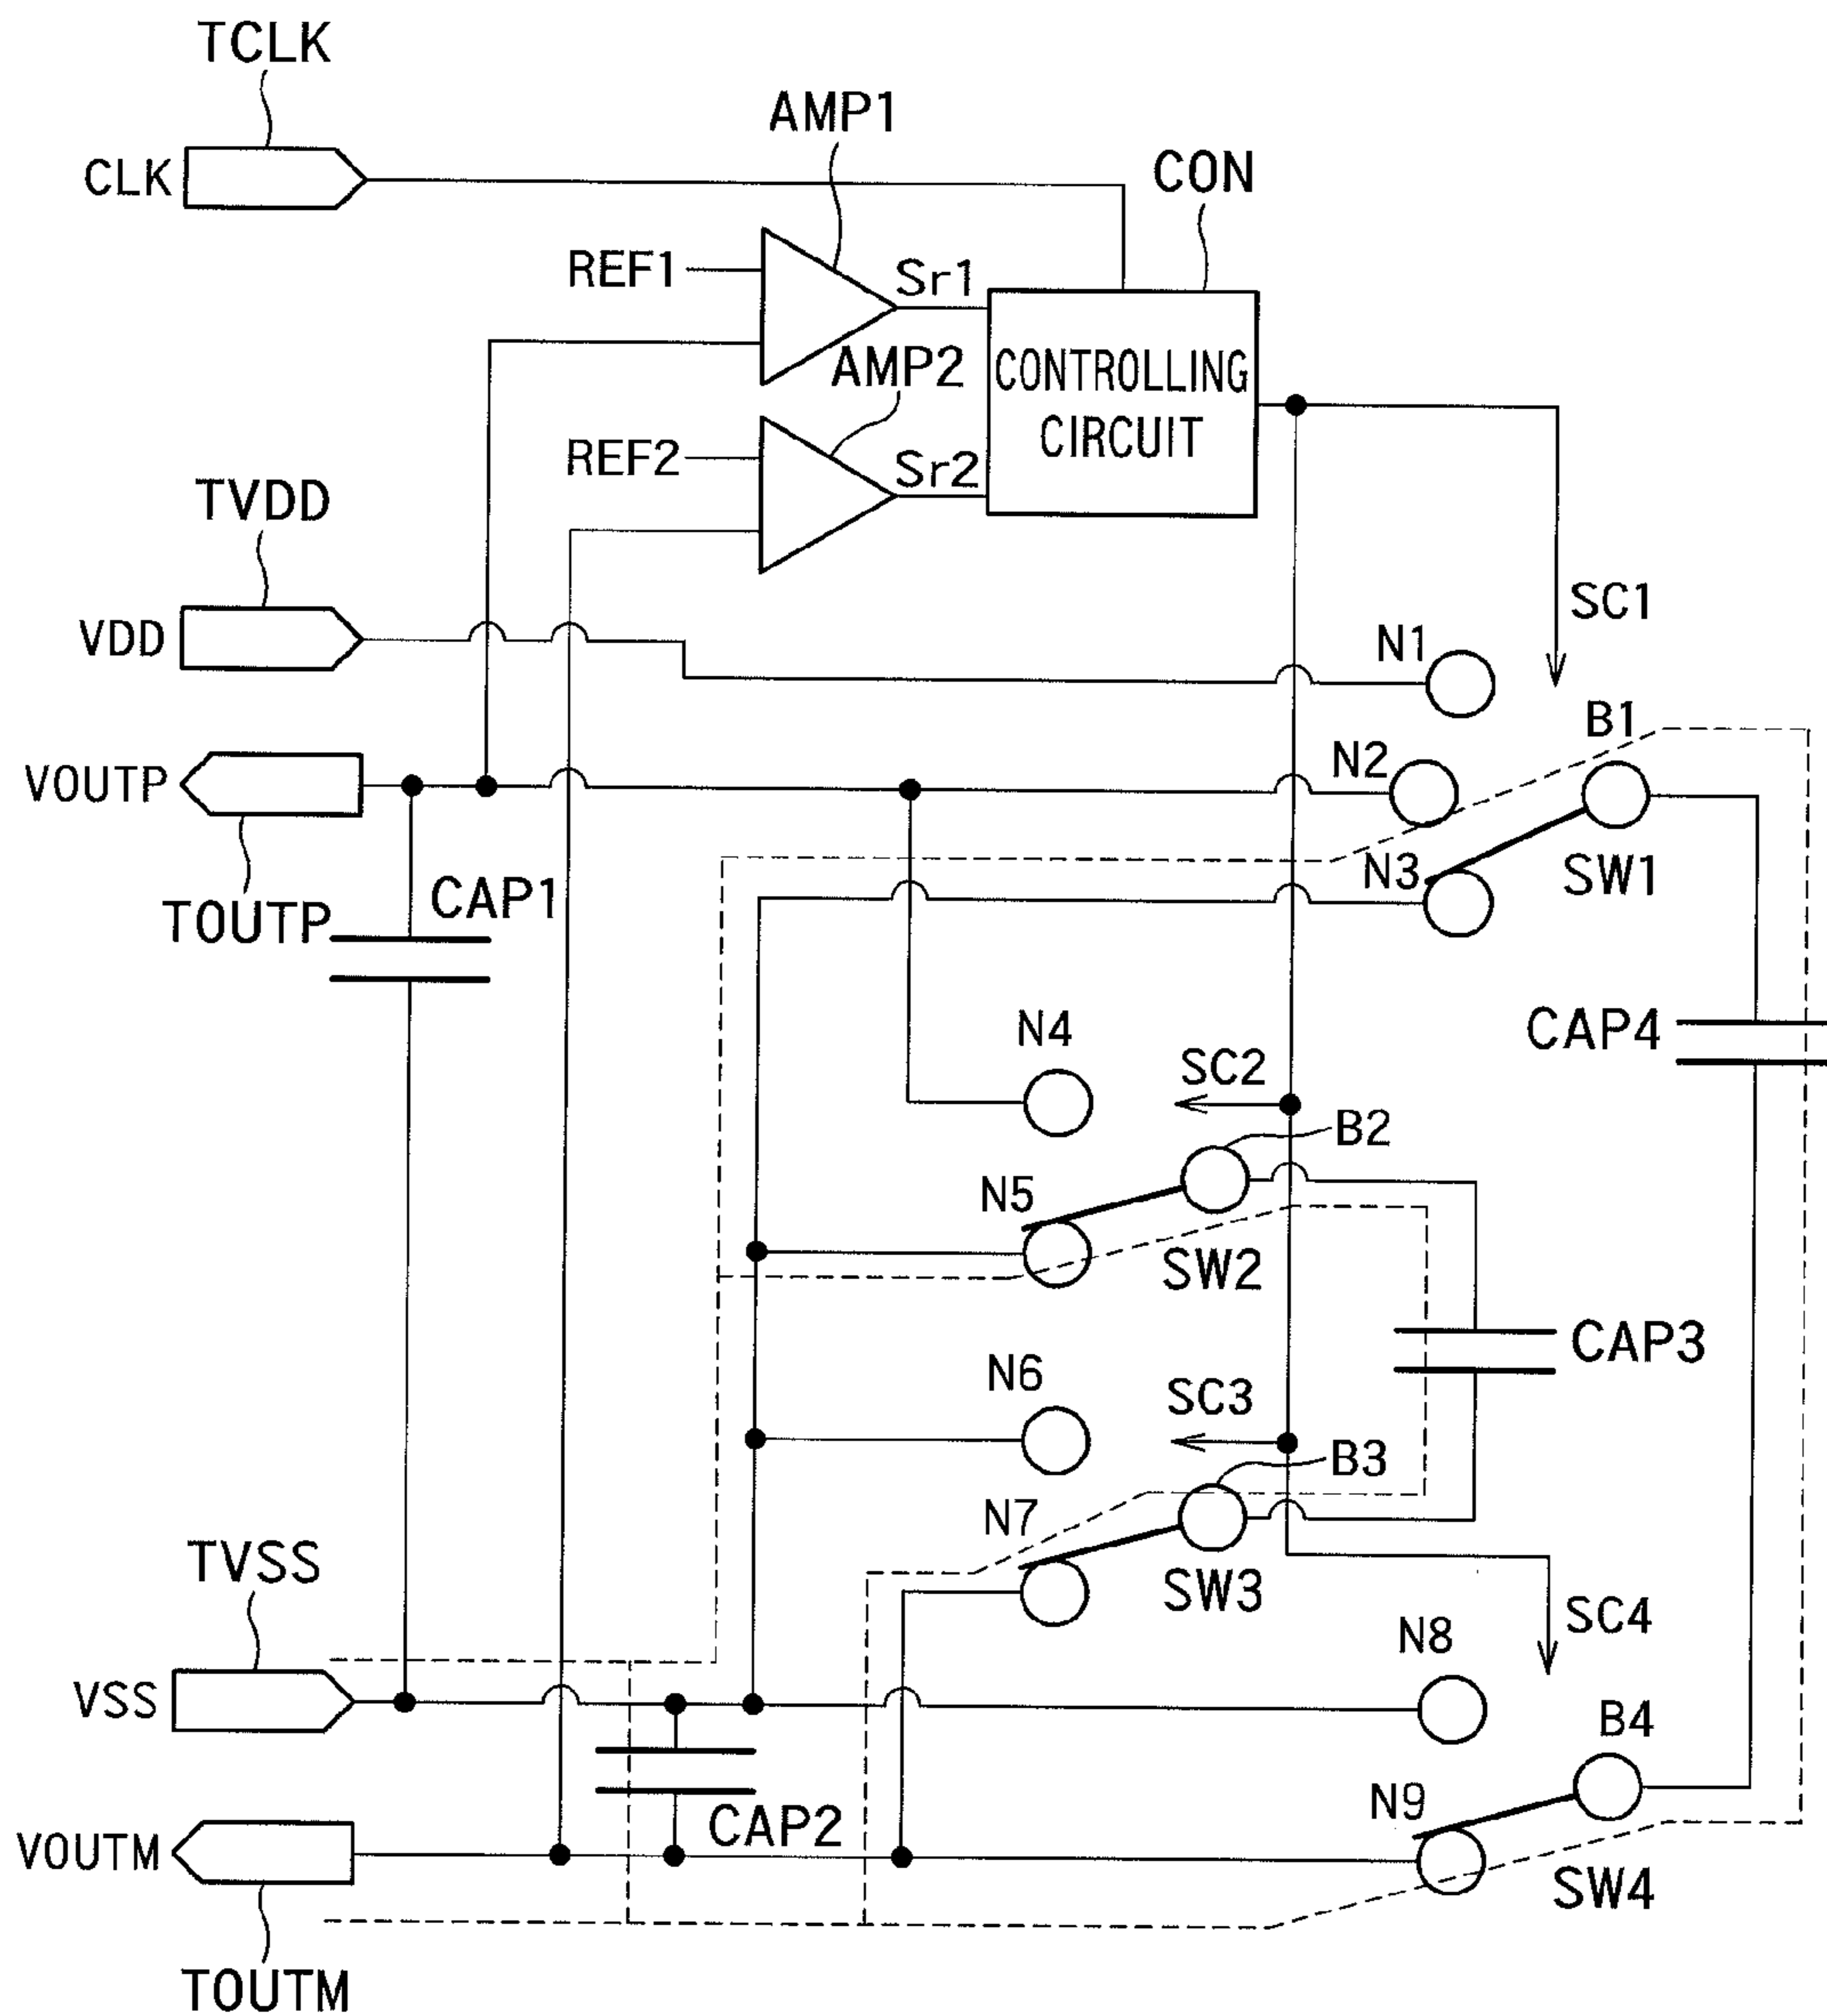 TCLK
AMP1
CLK
CON
REF1
Sr1
AMP2
CONTROLLING
CIRCUIT
REF2
Sr2
TVDD
SC1
VDD
N1
B1
N2
VOUTP
N3
SW1
CAP1
TOUTP
N4
CAP4
SC2
B2
N5
SW2
CAP3
N6
SC3
B3
N7
TVSS
SW3
SC4
N8
VSS
B4
N9
CAP2
VOUTM
SW4
TOUTM